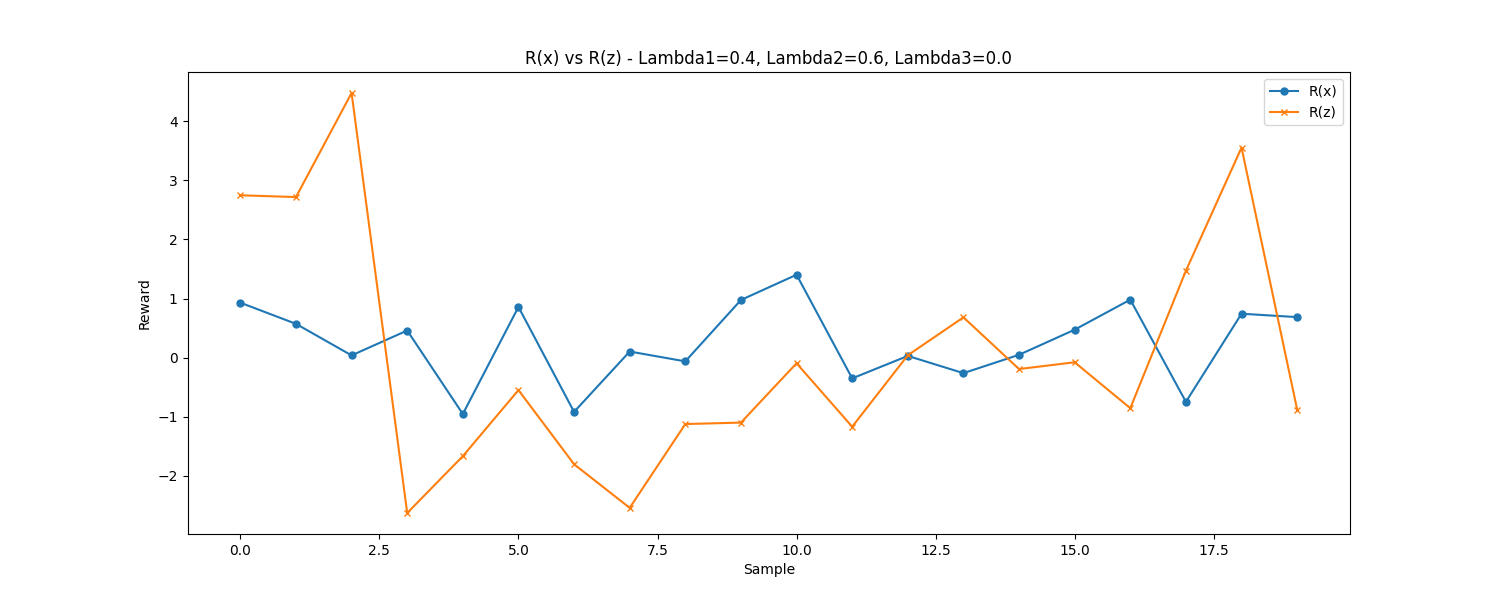 R(x) vs R(z) - Lambda1=0.4, Lambda2=0.6, Lambda3=0.0
R(x)
R(z)
4
3
2
1
0
−1
−2
Reward
0.0 2.5 5.0 7.5 10.0 12.5 15.0 17.5
Sample